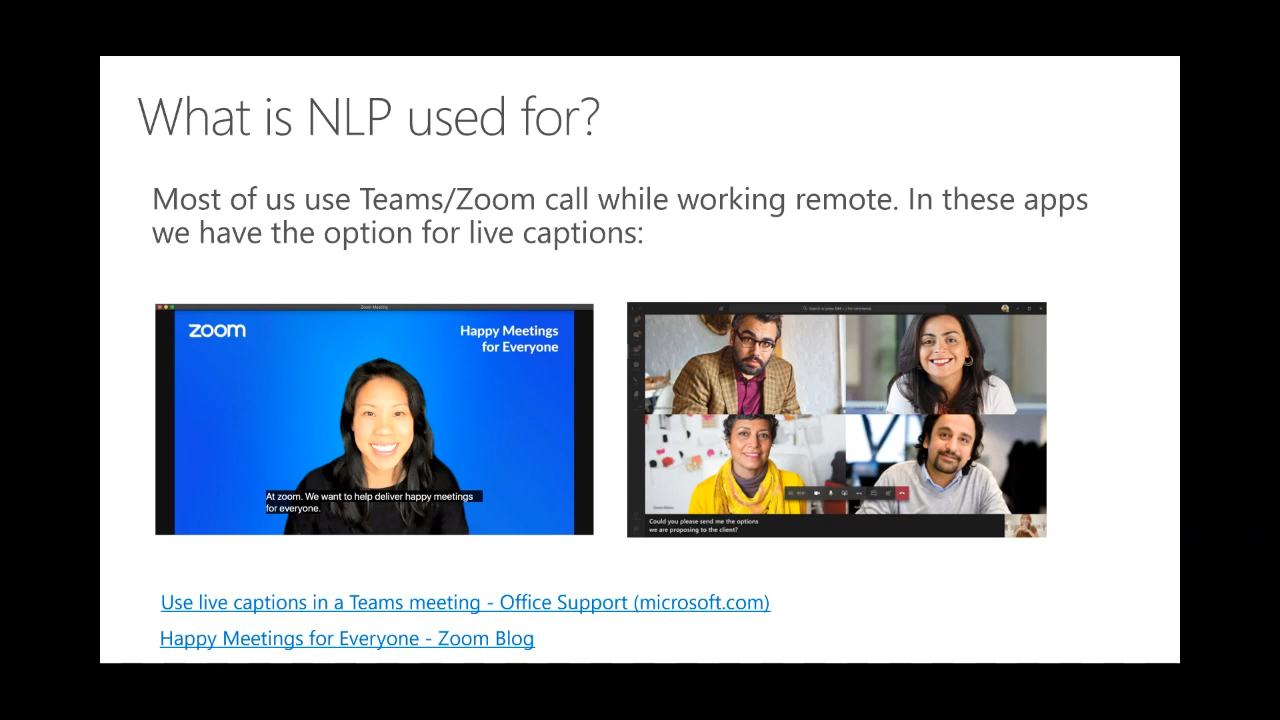 What is NLP used for?
Most of us use Teams/Zoom call while working remote. In these apps
we have the option for live captions:
Zoom Meeting
zoom
Happy Meetings
for Everyone
At zoom. We want to help deliver happy meetings
for everyone.
Could you please send me the options
we are proposing to the client?
Use live captions in a Teams meeting - Office Support (microsoft.com)
Happy Meetings for Everyone - Zoom Blog